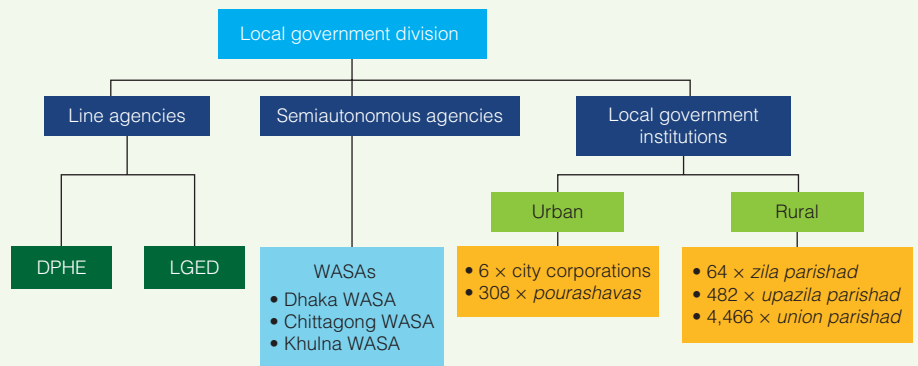 Local government division
Line agencies
Semiautonomous agencies
Local government
institutions
Urban
Rural
DPHE
LGED
WASAs
• Dhaka WASA
• Chittagong WASA
• Khulna WASA
• 6 × city corporations
• 308 × pourashavas
• 64 × zila parishad
• 482 × upazila parishad
• 4,466 × union parishad